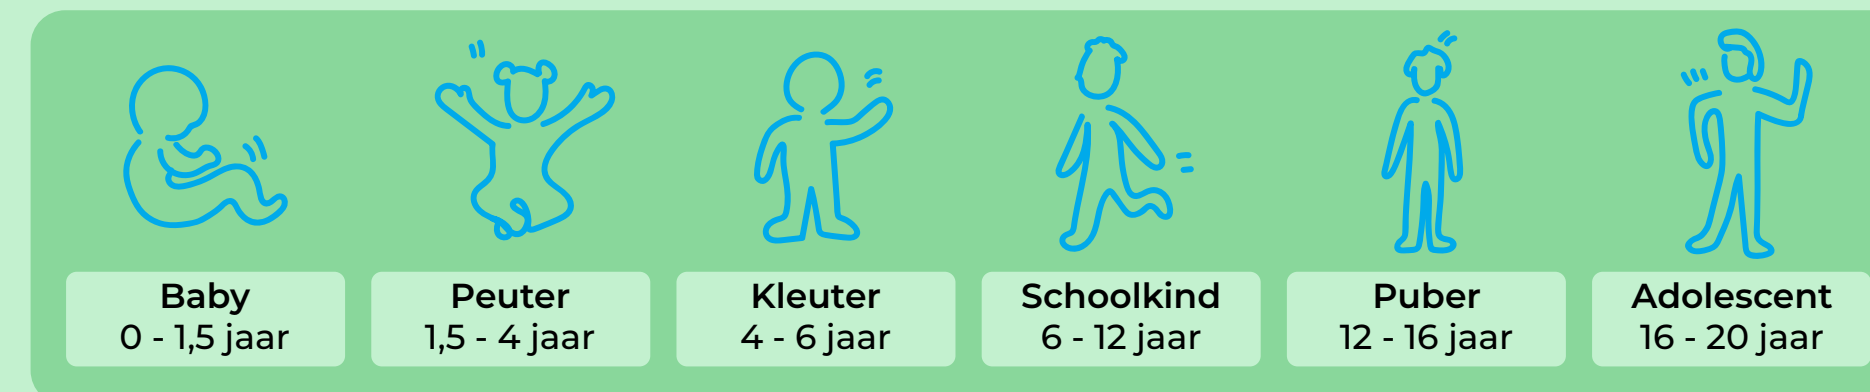 Baby
0 - 1,5 jaar
Peuter
1,5 - 4 jaar
Kleuter
4 - 6 jaar
Schoolkind
6 - 12 jaar
Puber
12 - 16 jaar
Adolescent
16 - 20 jaar